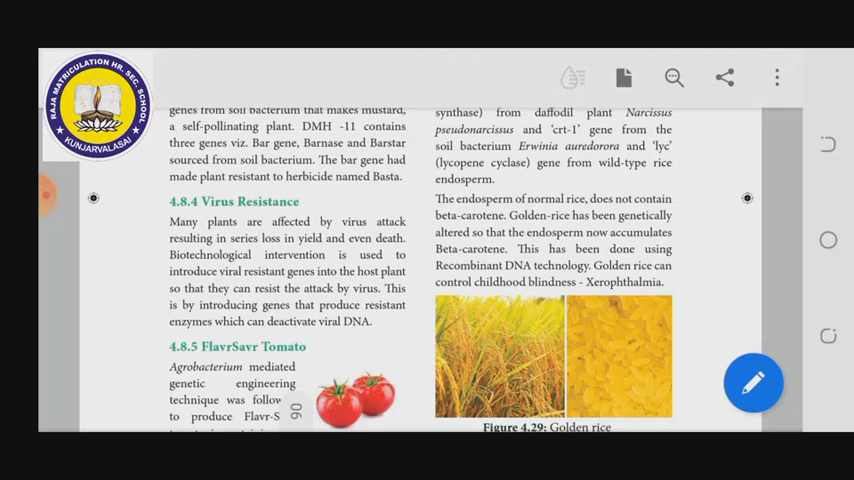 RAJA MATRICULATION HR. SEC. SCHOOL
KUNJARVALASAI
genes from soil bacterium that makes mustard,
a self-pollinating plant. DMH -11 contains
three genes viz. Bar gene, Barnase and Barstar
sourced from soil bacterium. The bar gene had
made plant resistant to herbicide named Basta.
4.8.4 Virus Resistance
Many plants are affected by virus attack
resulting in series loss in yield and even death.
Biotechnological intervention is used to
introduce viral resistant genes into the host plant
so that they can resist the attack by virus. This
is by introducing genes that produce resistant
enzymes which can deactivate viral DNA.
4.8.5 FlavrSavr Tomato
Agrobacterium mediated
genetic engineering
technique was follow
to produce Flavr-S
90
synthase) from daffodil plant Narcissus
pseudonarcissus and ‘crt-1’ gene from the
soil bacterium Erwinia auredorora and ‘lyc’
(lycopene cyclase) gene from wild-type rice
endosperm.
The endosperm of normal rice, does not contain
beta-carotene. Golden-rice has been genetically
altered so that the endosperm now accumulates
Beta-carotene. This has been done using
Recombinant DNA technology. Golden rice can
control childhood blindness - Xerophthalmia.
Figure 4.29: Golden rice